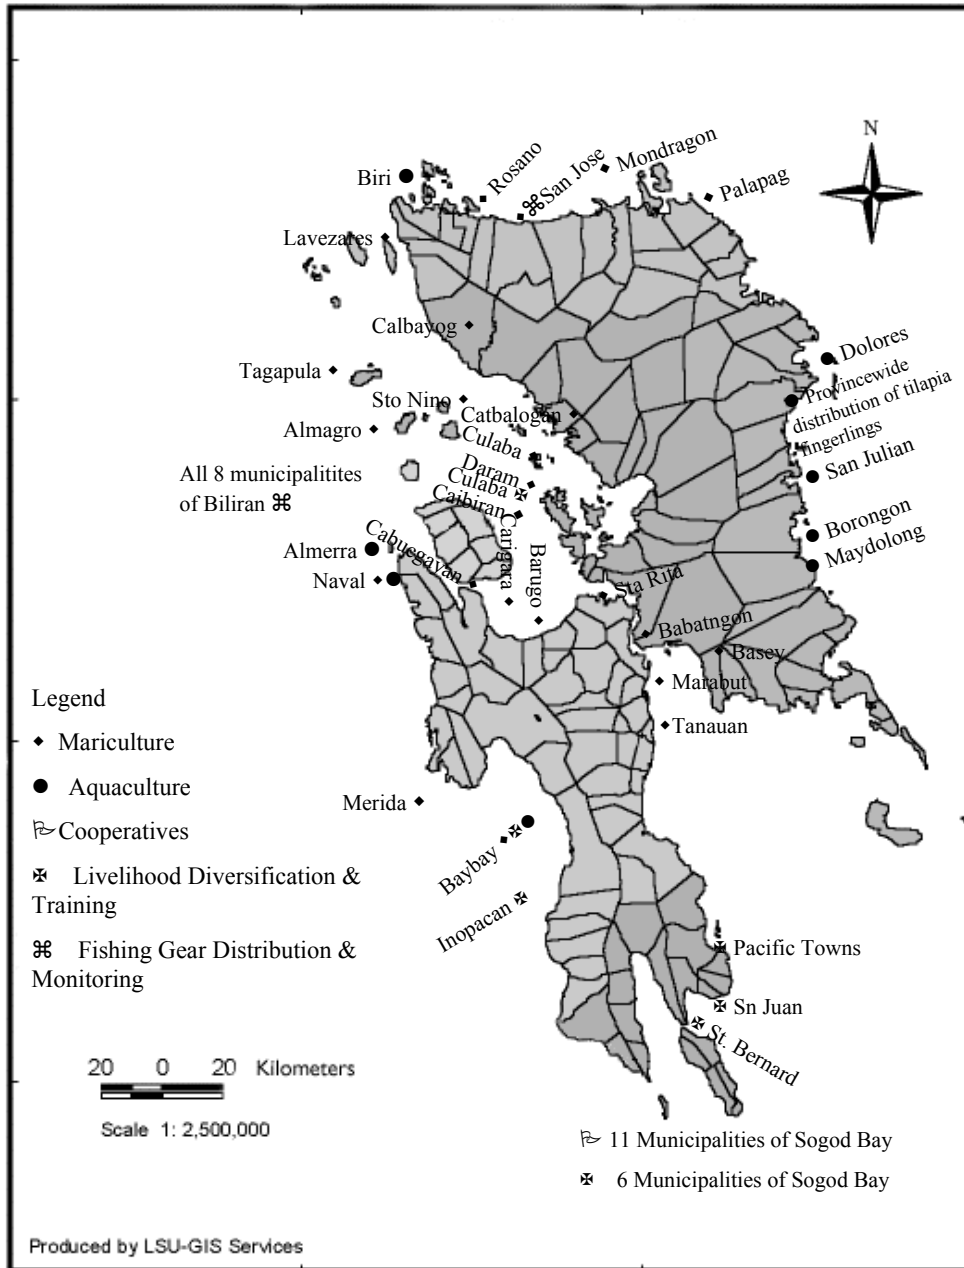 N
Biri
Rosano
⌘ San Jose
Mondragon
Palapag
Lavezares
Calbayog
Dolores
Tagapula
Provincewide
distribution of tilapia
fingerlings
Sto Nino
Catbalogan
Almagro
Culaba
San Julian
Daram
All 8 municipalitites
of Biliran ⌘
Culaba
Caibiran
Borongon
Almerra
Cabucgayan
Carigara
Barugo
Maydolong
Naval
Sta Rita
Babatngon
Basey
Marabut
Tanauan
Legend
Mariculture
Aquaculture
Cooperatives
Livelihood Diversification &
Training
⌘ Fishing Gear Distribution &
Monitoring
Merida
Baybay
Inopacan
Pacific Towns
Sn Juan
St. Bernard
20 0 20 Kilometers
Scale 1: 2,500,000
11 Municipalities of Sogod Bay
6 Municipalities of Sogod Bay
Produced by LSU-GIS Services